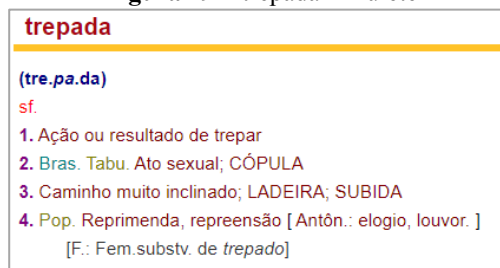 trepada
(tre.pa.da)
sf.
1. Ação ou resultado de trepar
2. Bras. Tabu. Ato sexual; CÓPULA
3. Caminho muito inclinado; LADEIRA; SUBIDA
4. Pop. Reprimenda, repreensão [ Antôn.: elogio, louvor. ]
[F.: Fem.substv. de trepado]